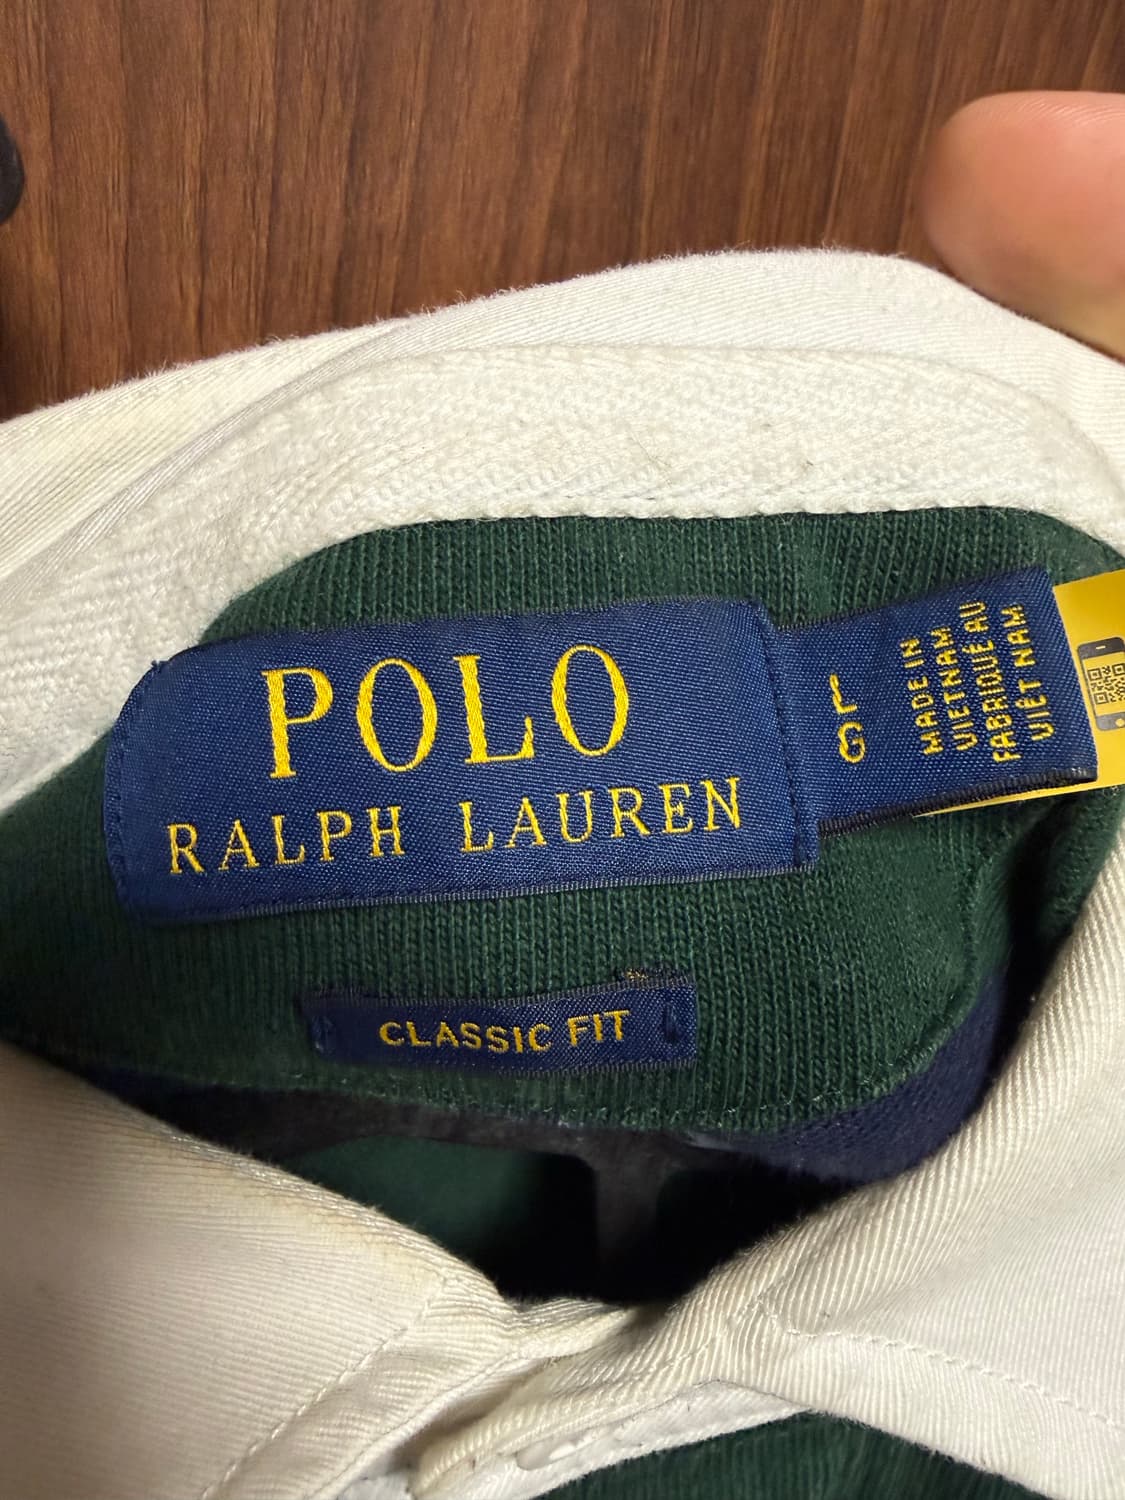 POLO
RALPH LAUREN
L
G
MADE IN
VIETNAM
FABRIQUÉ AU
VIÊT NAM
CLASSIC FIT